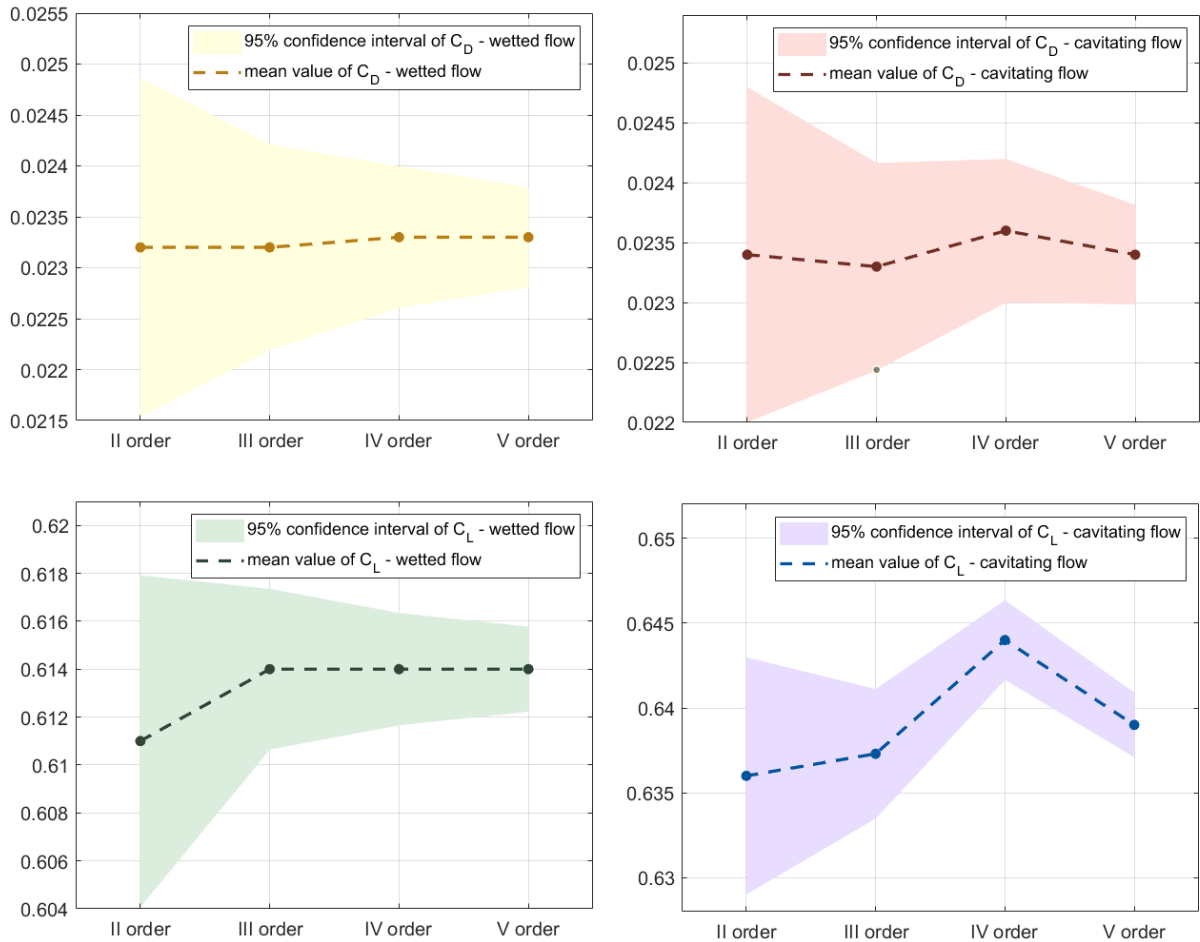 0.0255
0.025
0.0245
0.024
0.0235
0.023
0.0225
0.022
0.0215
95% confidence interval of C_D - wetted flow
mean value of C_D - wetted flow
II order III order IV order V order
0.025
0.0245
0.024
0.0235
0.023
0.0225
0.022
95% confidence interval of C_D - cavitating flow
mean value of C_D - cavitating flow
II order III order IV order V order
0.62
0.618
0.616
0.614
0.612
0.61
0.608
0.606
0.604
95% confidence interval of C_L - wetted flow
mean value of C_L - wetted flow
II order III order IV order V order
0.65
0.645
0.64
0.635
0.63
95% confidence interval of C_L - cavitating flow
mean value of C_L - cavitating flow
II order III order IV order V order